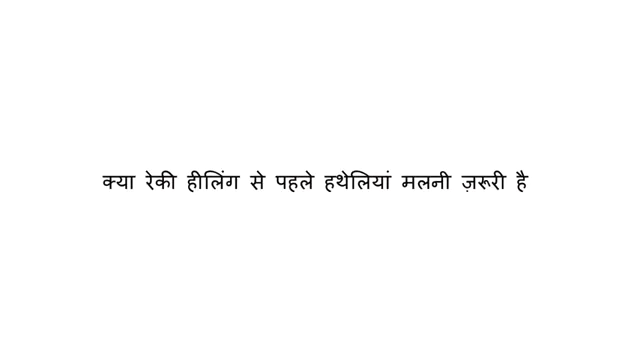 क्या रेकी हीलिंग से पहले हथेलियां मलनी ज़रूरी है